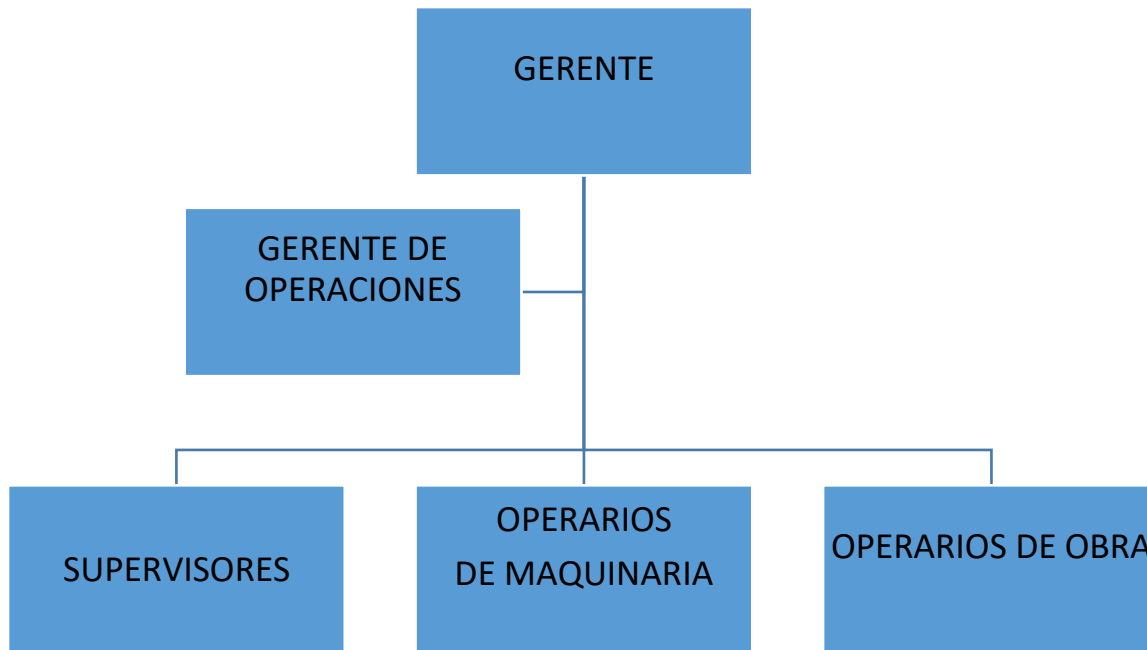 GERENTE
GERENTE DE
OPERACIONES
SUPERVISORES
OPERARIOS
DE MAQUINARIA
OPERARIOS DE OBRA